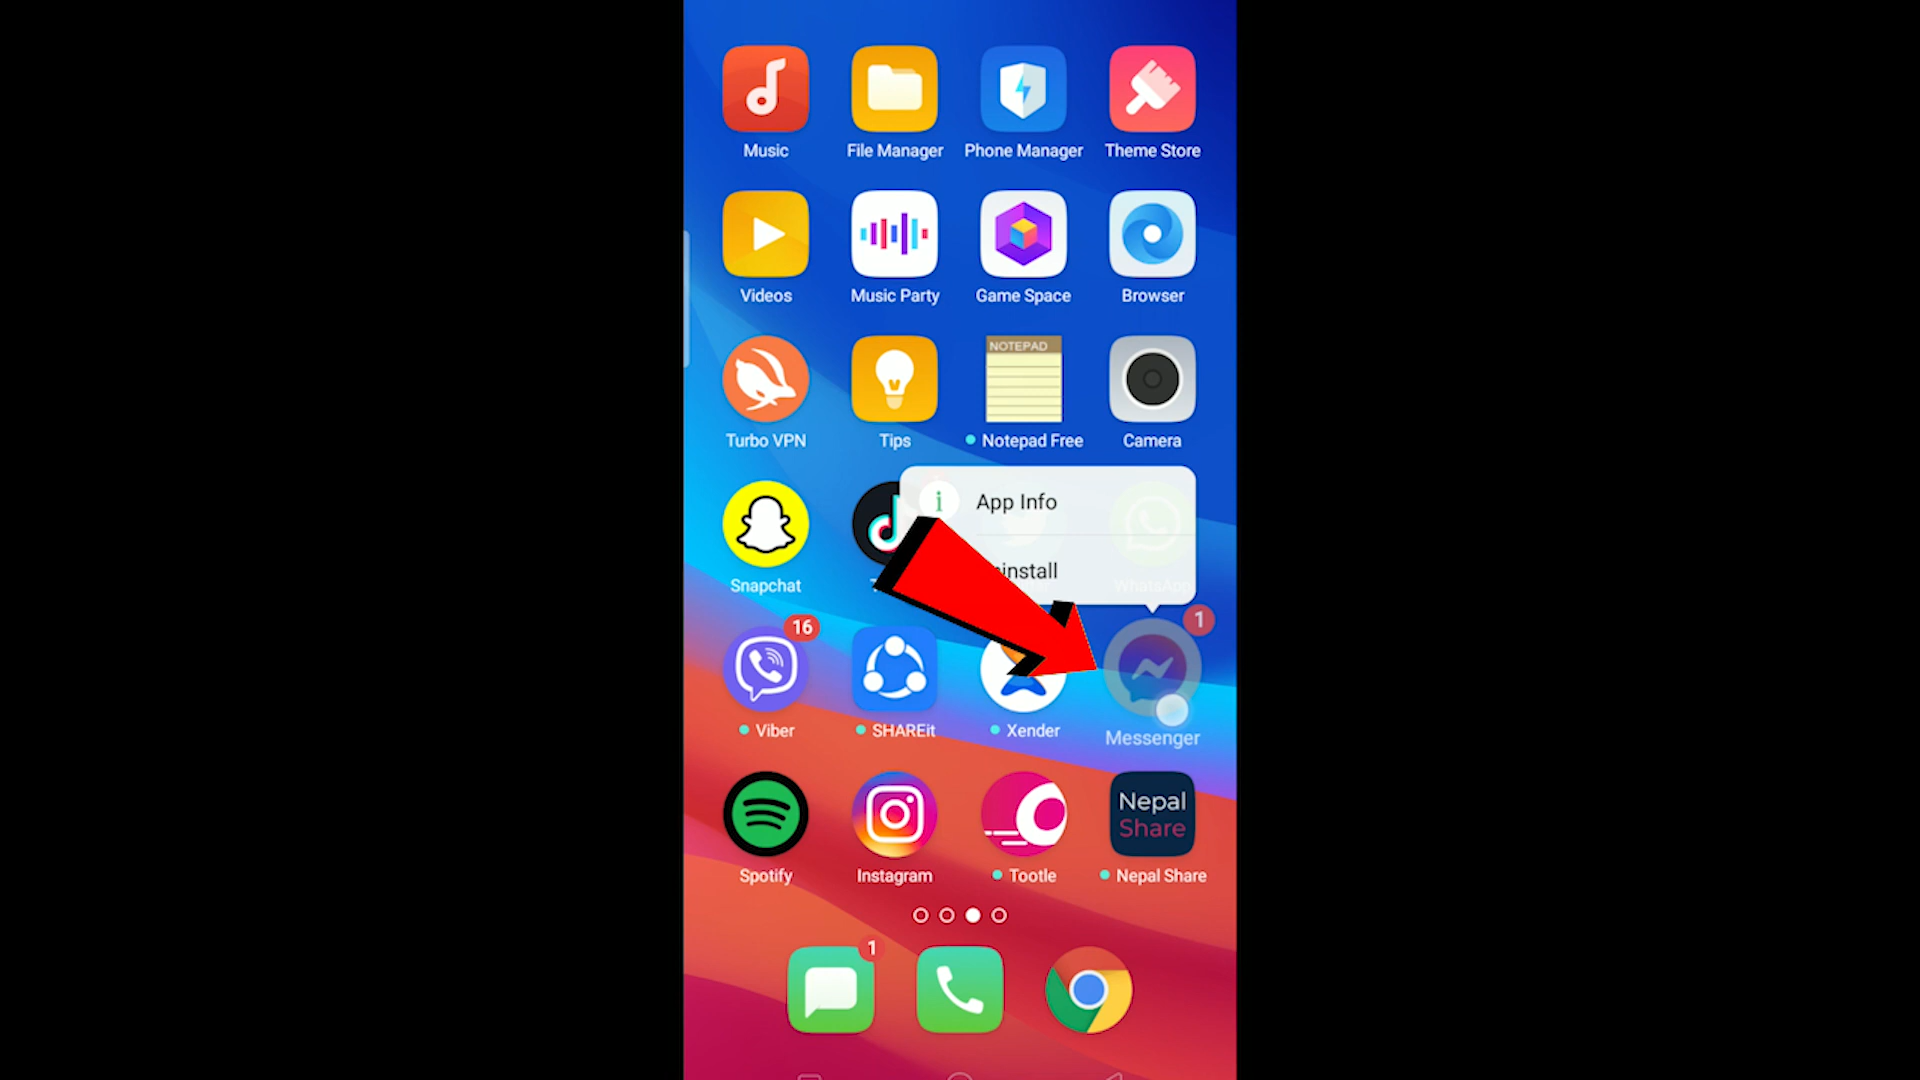 Music File Manager Phone Manager Theme Store
Videos Music Party Game Space Browser
NOTEPAD
Turbo VPN Tips Notepad Free Camera
i App Info
install
Snapchat WhatsApp
16 1
Viber SHAREit Xender Messenger
Nepal
Share
Spotify Instagram Tootle Nepal Share
1